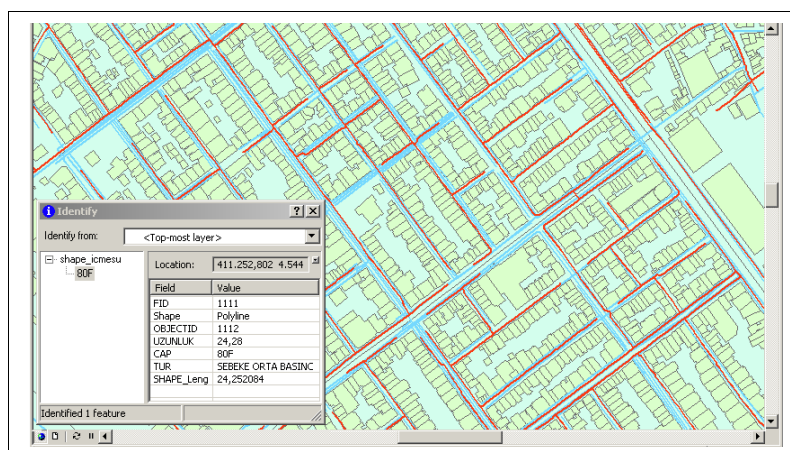 Identify
Identify from: <Top-most layer>
shape_icmesu
80F
Location: 411.252,802 4.544
Field Value
FID 1111
Shape Polyline
OBJECTID 1112
UZUNLUK 24,28
CAP 80F
TUR SEBEKE ORTA BASINC
SHAPE_Leng 24,252084
Identified 1 feature